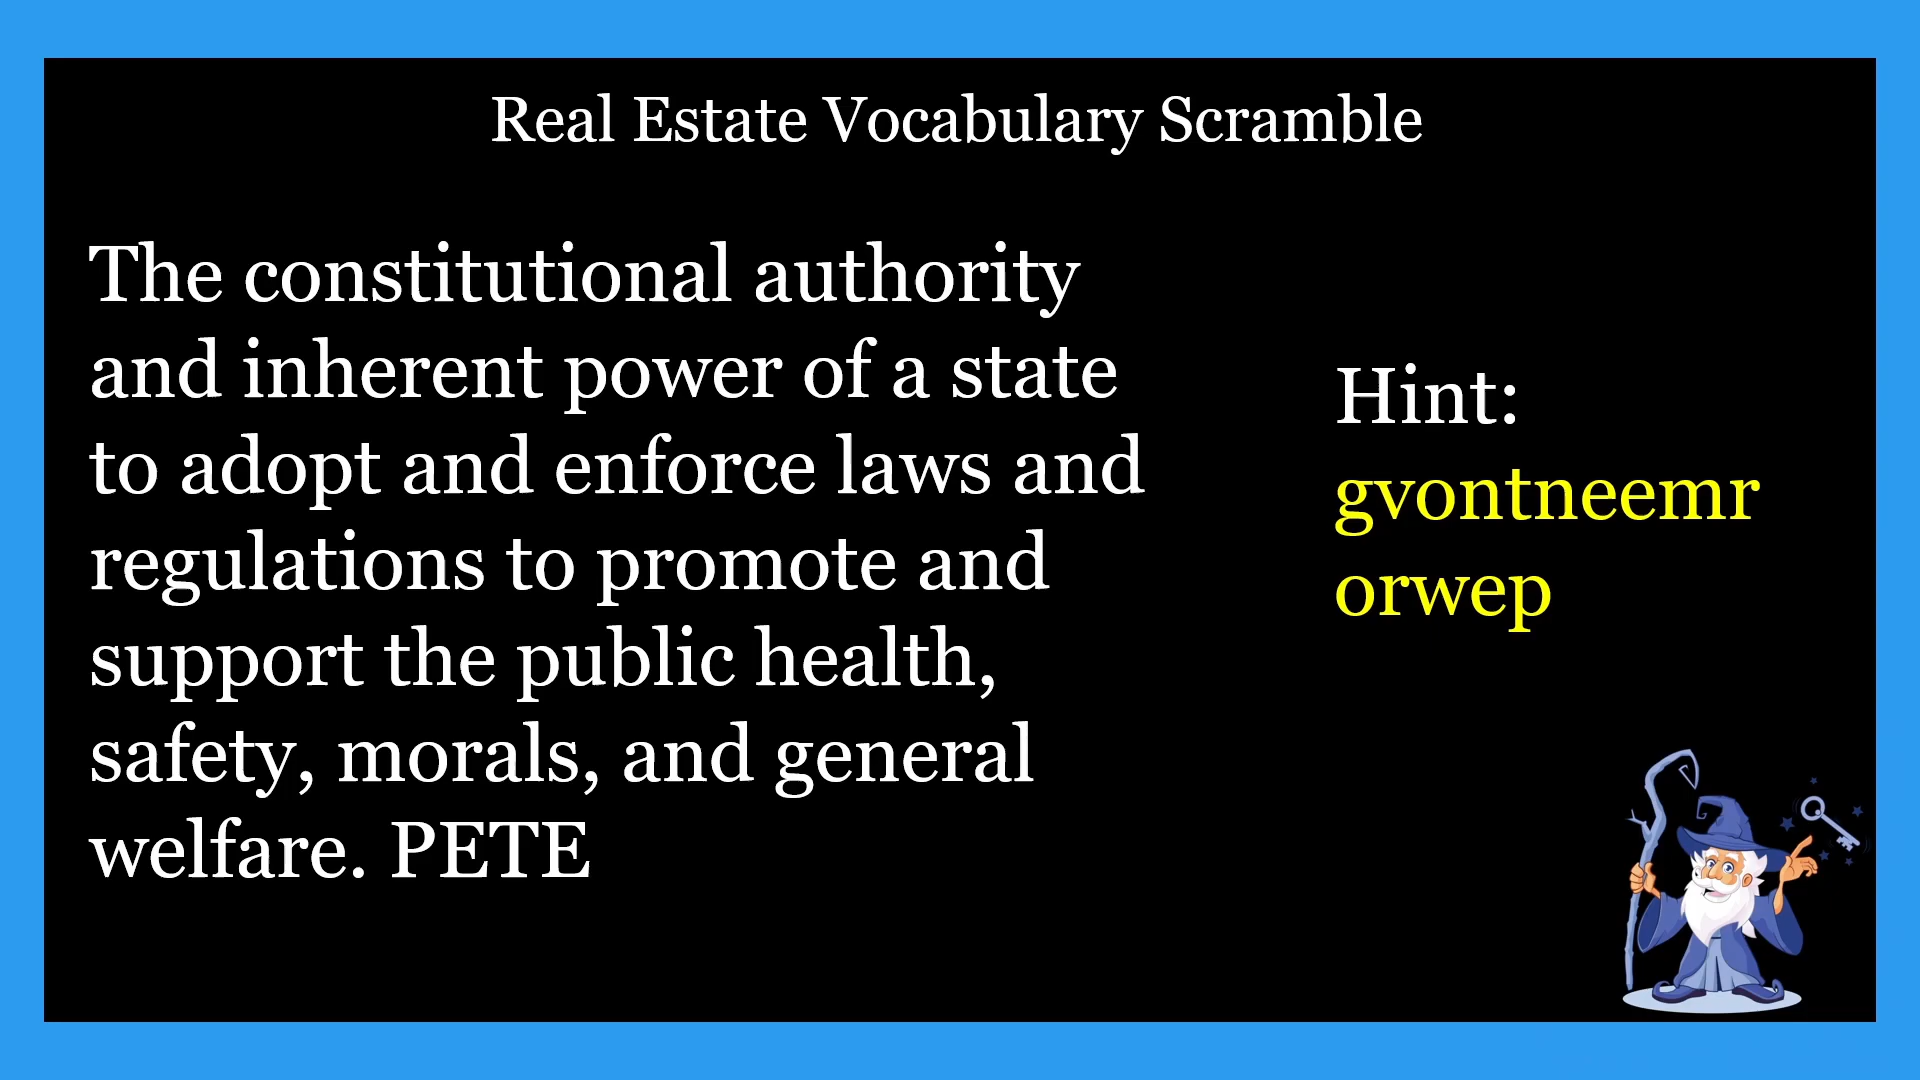 Real Estate Vocabulary Scramble
The constitutional authority
and inherent power of a state
to adopt and enforce laws and
regulations to promote and
support the public health,
safety, morals, and general
welfare. PETE
Hint:
gvontneemr
orwep